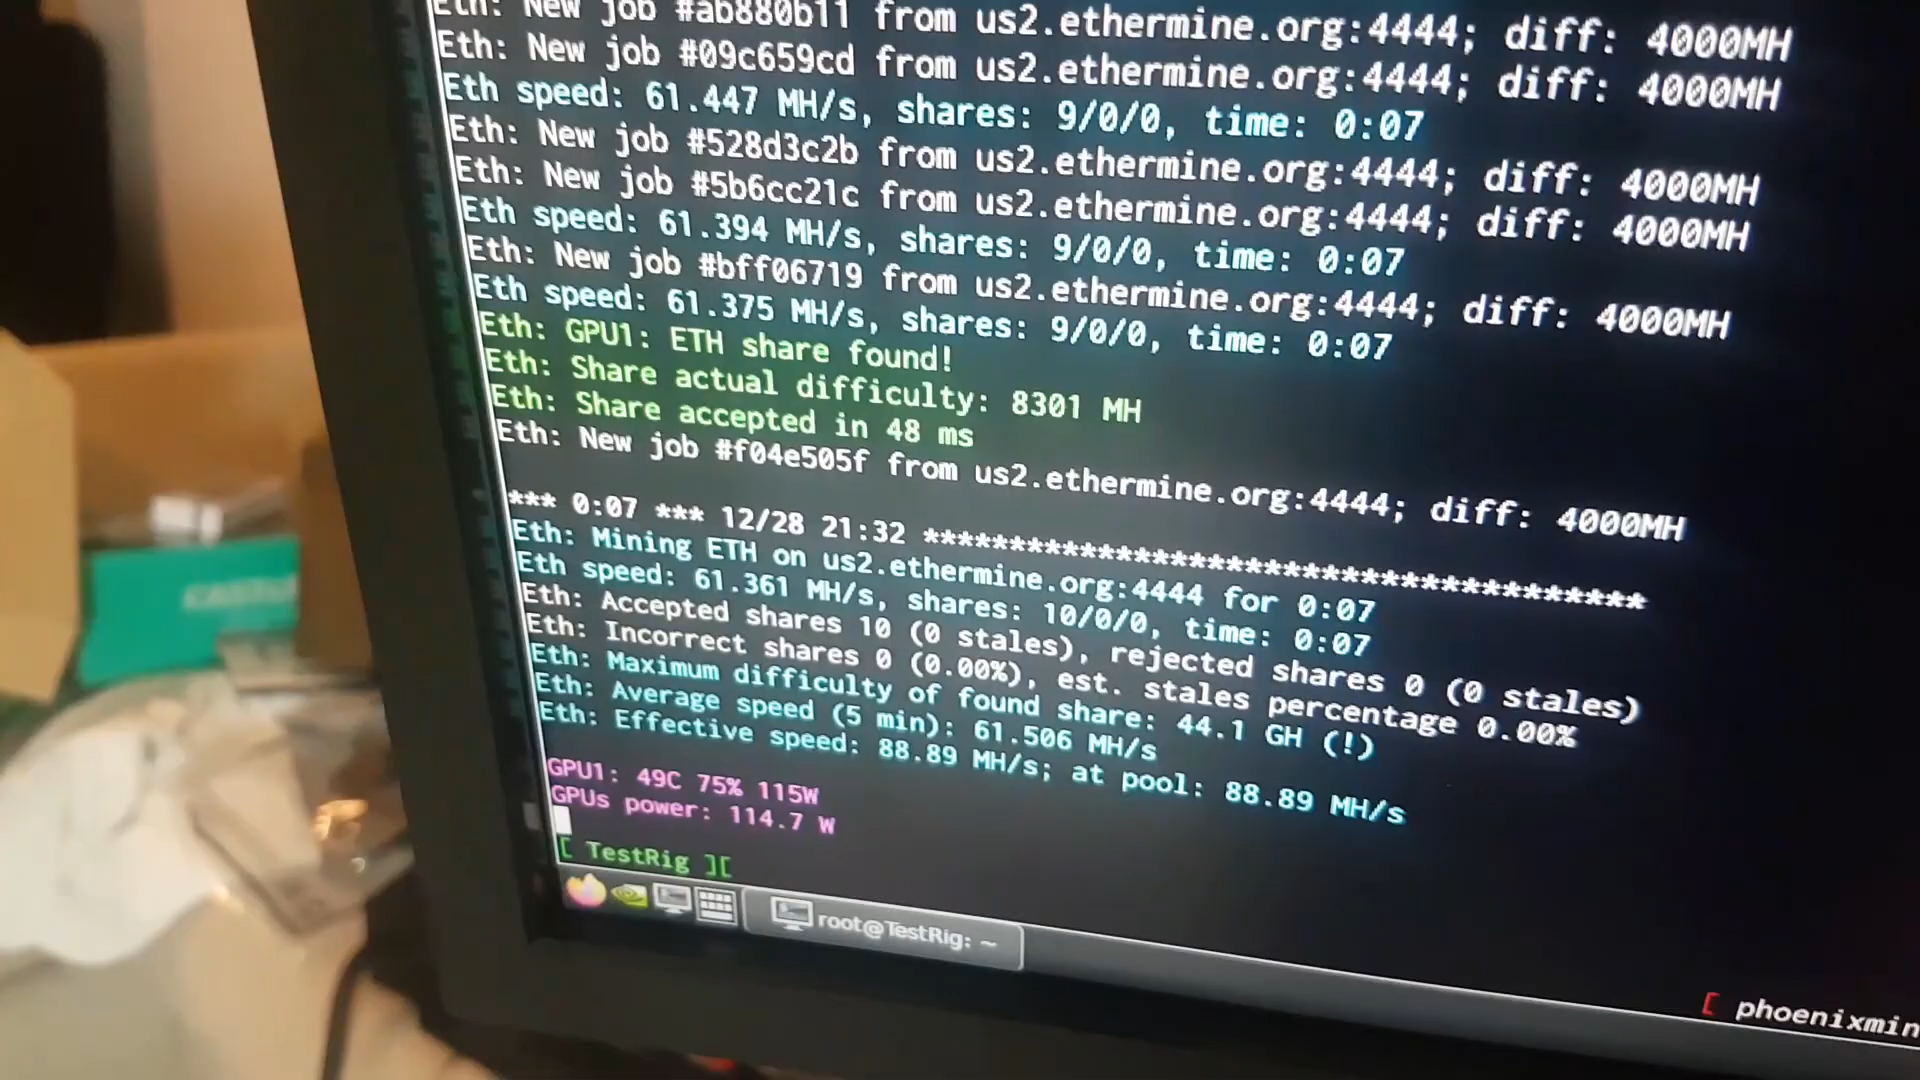 Eth: New job #ab880b11 from us2.ethermine.org:4444; diff: 4000MH
Eth: New job #09c659cd from us2.ethermine.org:4444; diff: 4000MH
Eth speed: 61.447 MH/s, shares: 9/0/0, time: 0:07
Eth: New job #528d3c2b from us2.ethermine.org:4444; diff: 4000MH
Eth: New job #5b6cc21c from us2.ethermine.org:4444; diff: 4000MH
Eth speed: 61.394 MH/s, shares: 9/0/0, time: 0:07
Eth: New job #bff06719 from us2.ethermine.org:4444; diff: 4000MH
Eth speed: 61.375 MH/s, shares: 9/0/0, time: 0:07
Eth: GPU1: ETH share found!
Eth: Share actual difficulty: 8301 MH
Eth: Share accepted in 48 ms
Eth: New job #f04e505f from us2.ethermine.org:4444; diff: 4000MH
*** 0:07 *** 12/28 21:32 **************************************
Eth: Mining ETH on us2.ethermine.org:4444 for 0:07
Eth speed: 61.361 MH/s, shares: 10/0/0, time: 0:07
Eth: Accepted shares 10 (0 stales), rejected shares 0 (0 stales)
Eth: Incorrect shares 0 (0.00%), est. stales percentage 0.00%
Eth: Maximum difficulty of found share: 44.1 GH (!)
Eth: Average speed (5 min): 61.506 MH/s
Eth: Effective speed: 88.89 MH/s; at pool: 88.89 MH/s
GPU1: 49C 75% 115W
GPUs power: 114.7 W
[ TestRig ][
[ phoenixmin
root@TestRig: ~